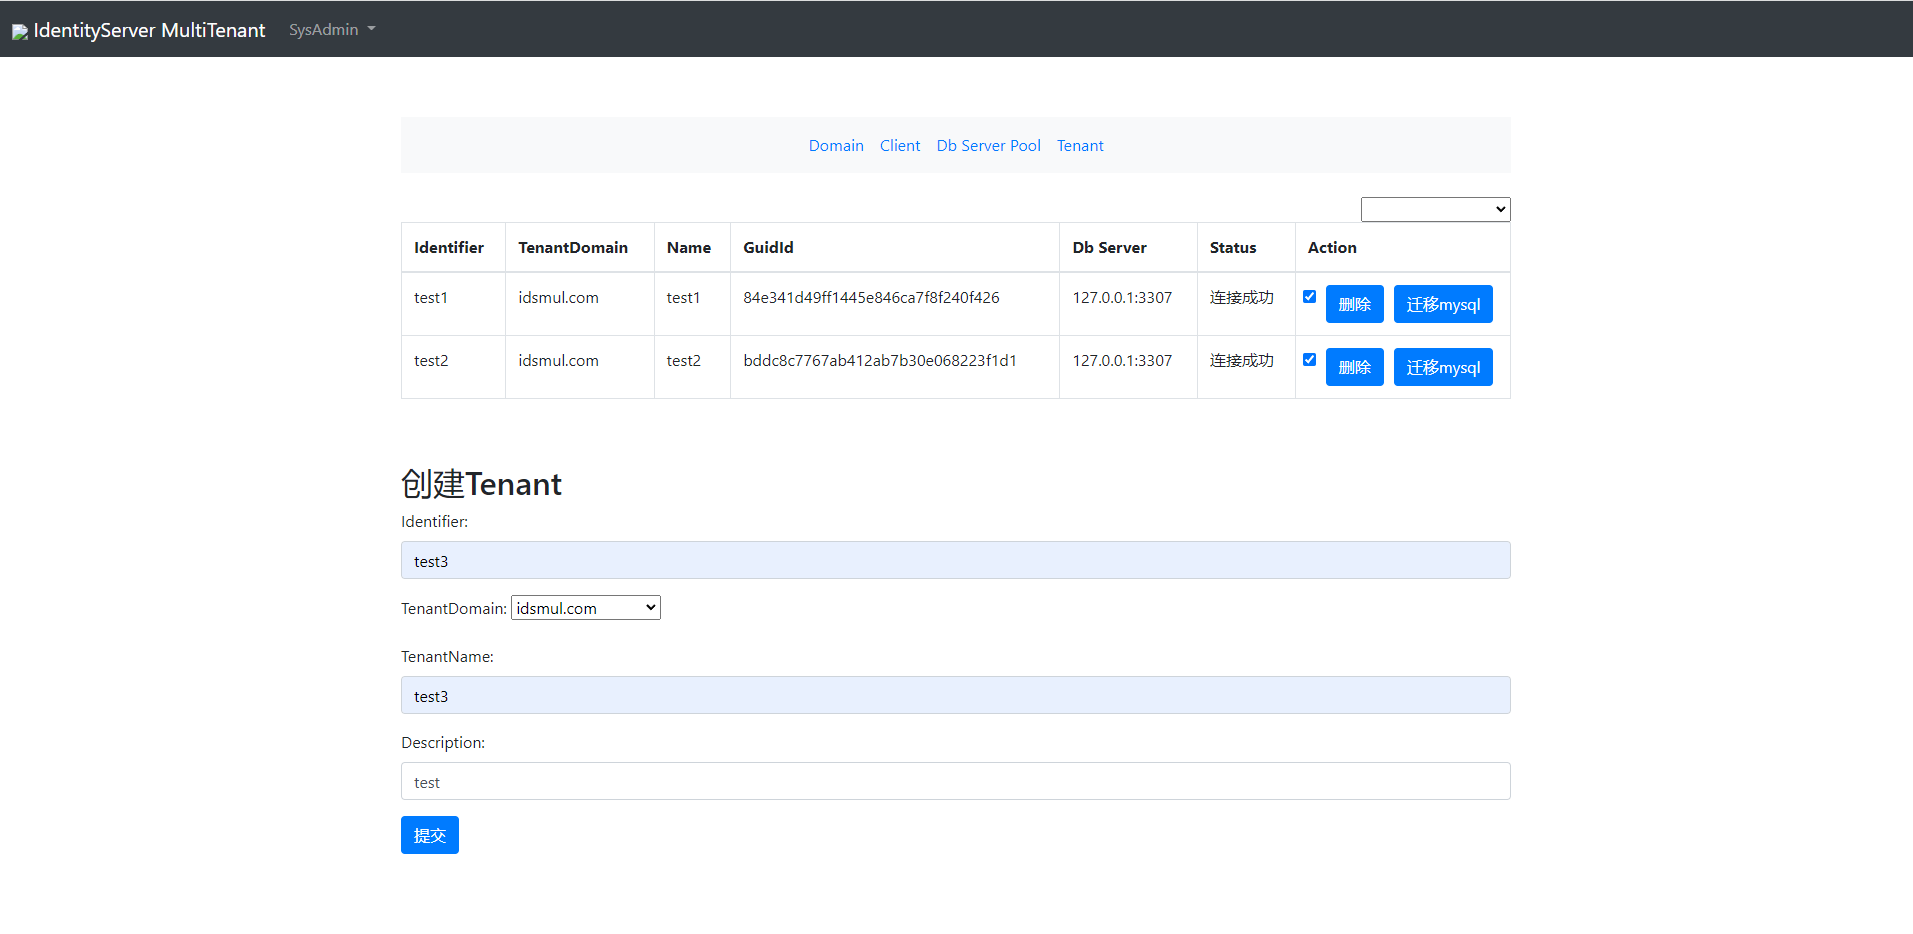 IdentityServer MultiTenant SysAdmin
Domain Client Db Server Pool Tenant
Identifier TenantDomain Name GuidId Db Server Status Action
test1 idsmul.com test1 84e341d49ff1445e846ca7f8f240f426 127.0.0.1:3307 连接成功 删除 迁移mysql
test2 idsmul.com test2 bddc8c7767ab412ab7b30e068223f1d1 127.0.0.1:3307 连接成功 删除 迁移mysql
创建Tenant
Identifier:
test3
TenantDomain: idsmul.com
TenantName:
test3
Description:
test
提交